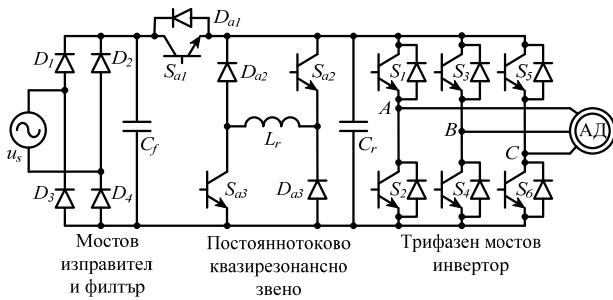 D1
D2
D3
D4
us
Cf
Da1
Sa1
Da2
Sa2
Lr
Sa3
Da3
Cr
S1
S3
S5
A
B
C
S2
S4
S6
АД
Мостов
изправител
и филтър
Постояннотоково
квазирезонансно
звено
Трифазен мостов
инвертор